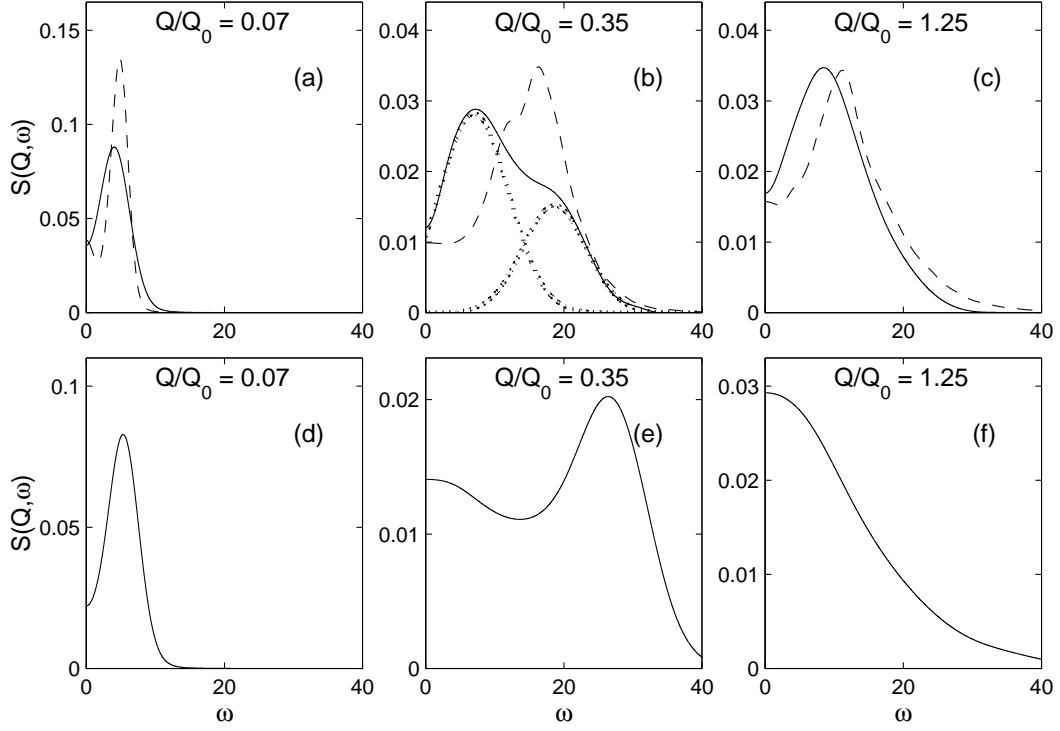 Q/Q0 = 0.07
Q/Q0 = 0.35
Q/Q0 = 1.25
(a)
(b)
(c)
0.15
0.1
0.05
0
0.04
0.03
0.02
0.01
0
0.04
0.03
0.02
0.01
0
S(Q,ω)
0 20 40
0 20 40
0 20 40
Q/Q0 = 0.07
Q/Q0 = 0.35
Q/Q0 = 1.25
(d)
(e)
(f)
0.1
0.05
0
0.02
0.01
0
0.03
0.02
0.01
0
S(Q,ω)
0 20 40
0 20 40
0 20 40
ω
ω
ω